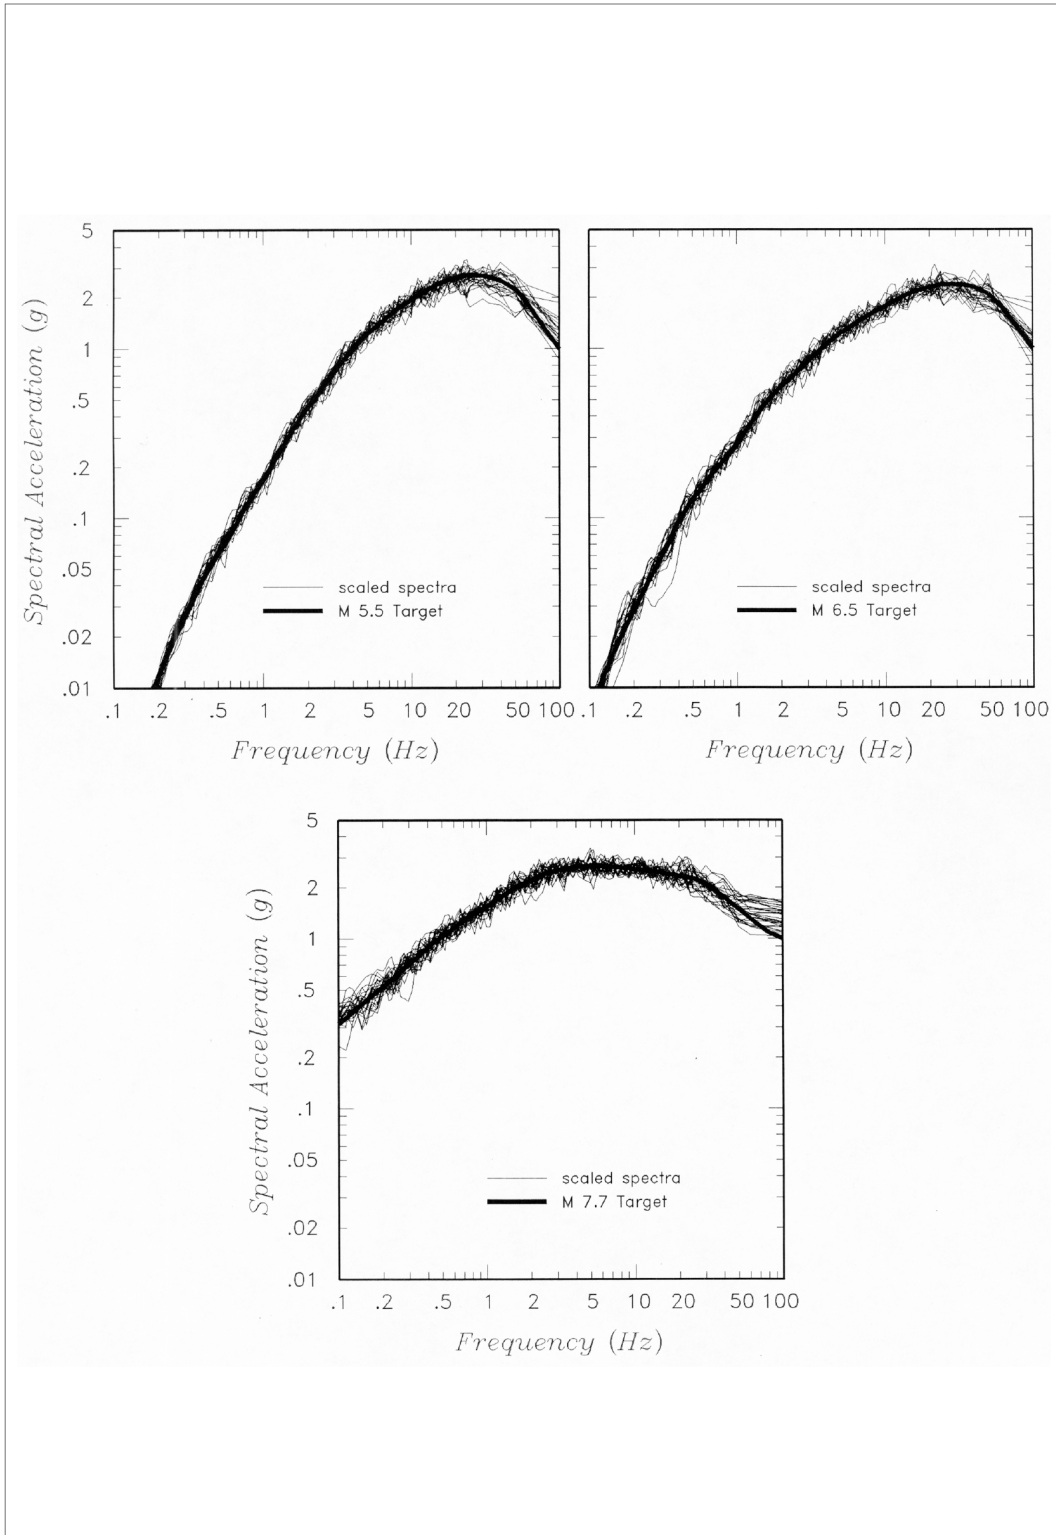 5
2
1
.5
.2
.1
.05
.02
.01
Spectral Acceleration (g)
scaled spectra
M 5.5 Target
.1 .2 .5 1 2 5 10 20 50 100
Frequency (Hz)
scaled spectra
M 6.5 Target
.1 .2 .5 1 2 5 10 20 50 100
Frequency (Hz)
5
2
1
.5
.2
.1
.05
.02
.01
Spectral Acceleration (g)
scaled spectra
M 7.7 Target
.1 .2 .5 1 2 5 10 20 50 100
Frequency (Hz)